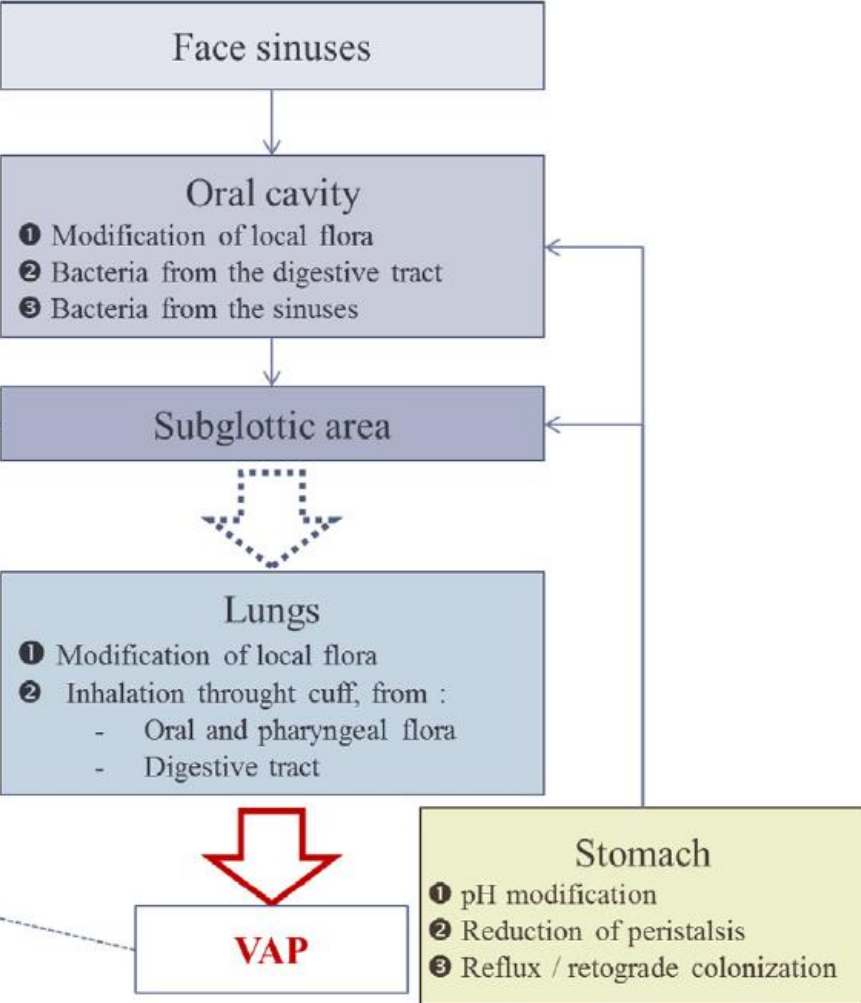 Face sinuses
Oral cavity
❶ Modification of local flora
❷ Bacteria from the digestive tract
❸ Bacteria from the sinuses
Subglottic area
Lungs
❶ Modification of local flora
❷ Inhalation throught cuff, from :
- Oral and pharyngeal flora
- Digestive tract
VAP
Stomach
❶ pH modification
❷ Reduction of peristalsis
❸ Reflux / retograde colonization